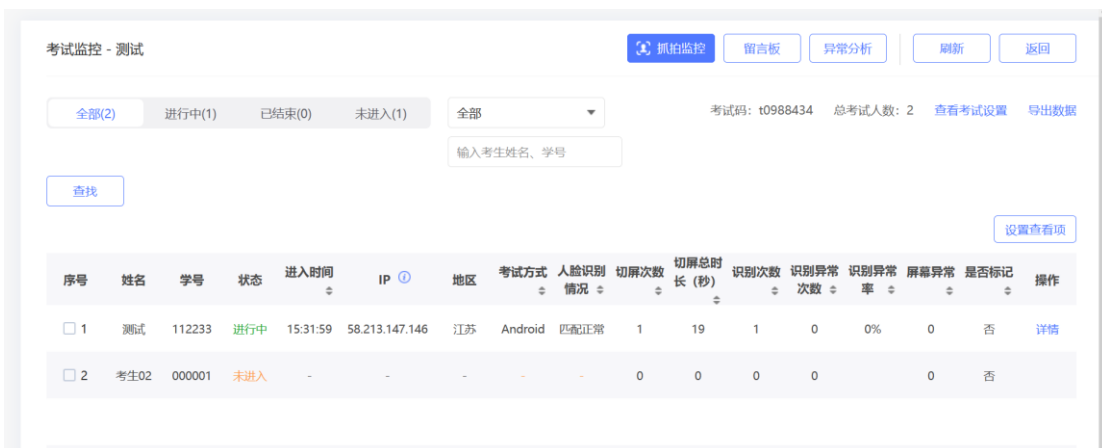 考试监控 - 测试
抓拍监控
留言板
异常分析
刷新
返回
全部(2)
进行中(1)
已结束(0)
未进入(1)
全部
考试码：t0988434
总考试人数：2
查看考试设置
导出数据
输入考生姓名、学号
查找
设置查看项
序号 姓名 学号 状态 进入时间 IP 地区 考试方式 人脸识别情况 切屏次数 切屏总时长（秒） 识别次数 识别异常次数 识别异常率 屏幕异常 是否标记 操作
1 测试 112233 进行中 15:31:59 58.213.147.146 江苏 Android 匹配正常 1 19 1 0 0% 0 否 详情
2 考生02 000001 未进入 - - - - - 0 0 0 0 0 否